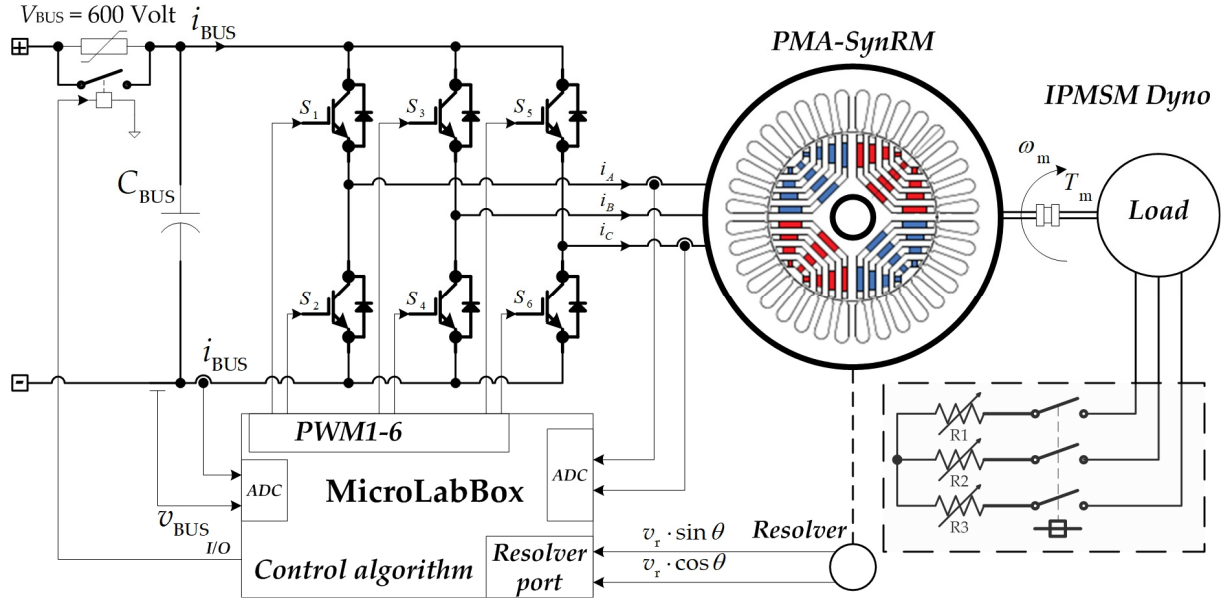 V_BUS = 600 Volt
i_BUS
PMA-SynRM
IPMSM Dyno
S_1
S_3
S_5
C_BUS
i_A
i_B
i_C
ω_m
T_m
Load
S_2
S_4
S_6
i_BUS
PWM1-6
R1
R2
R3
ADC
ADC
MicroLabBox
v_BUS
I/O
Control algorithm
Resolver port
v_r · sin θ
v_r · cos θ
Resolver